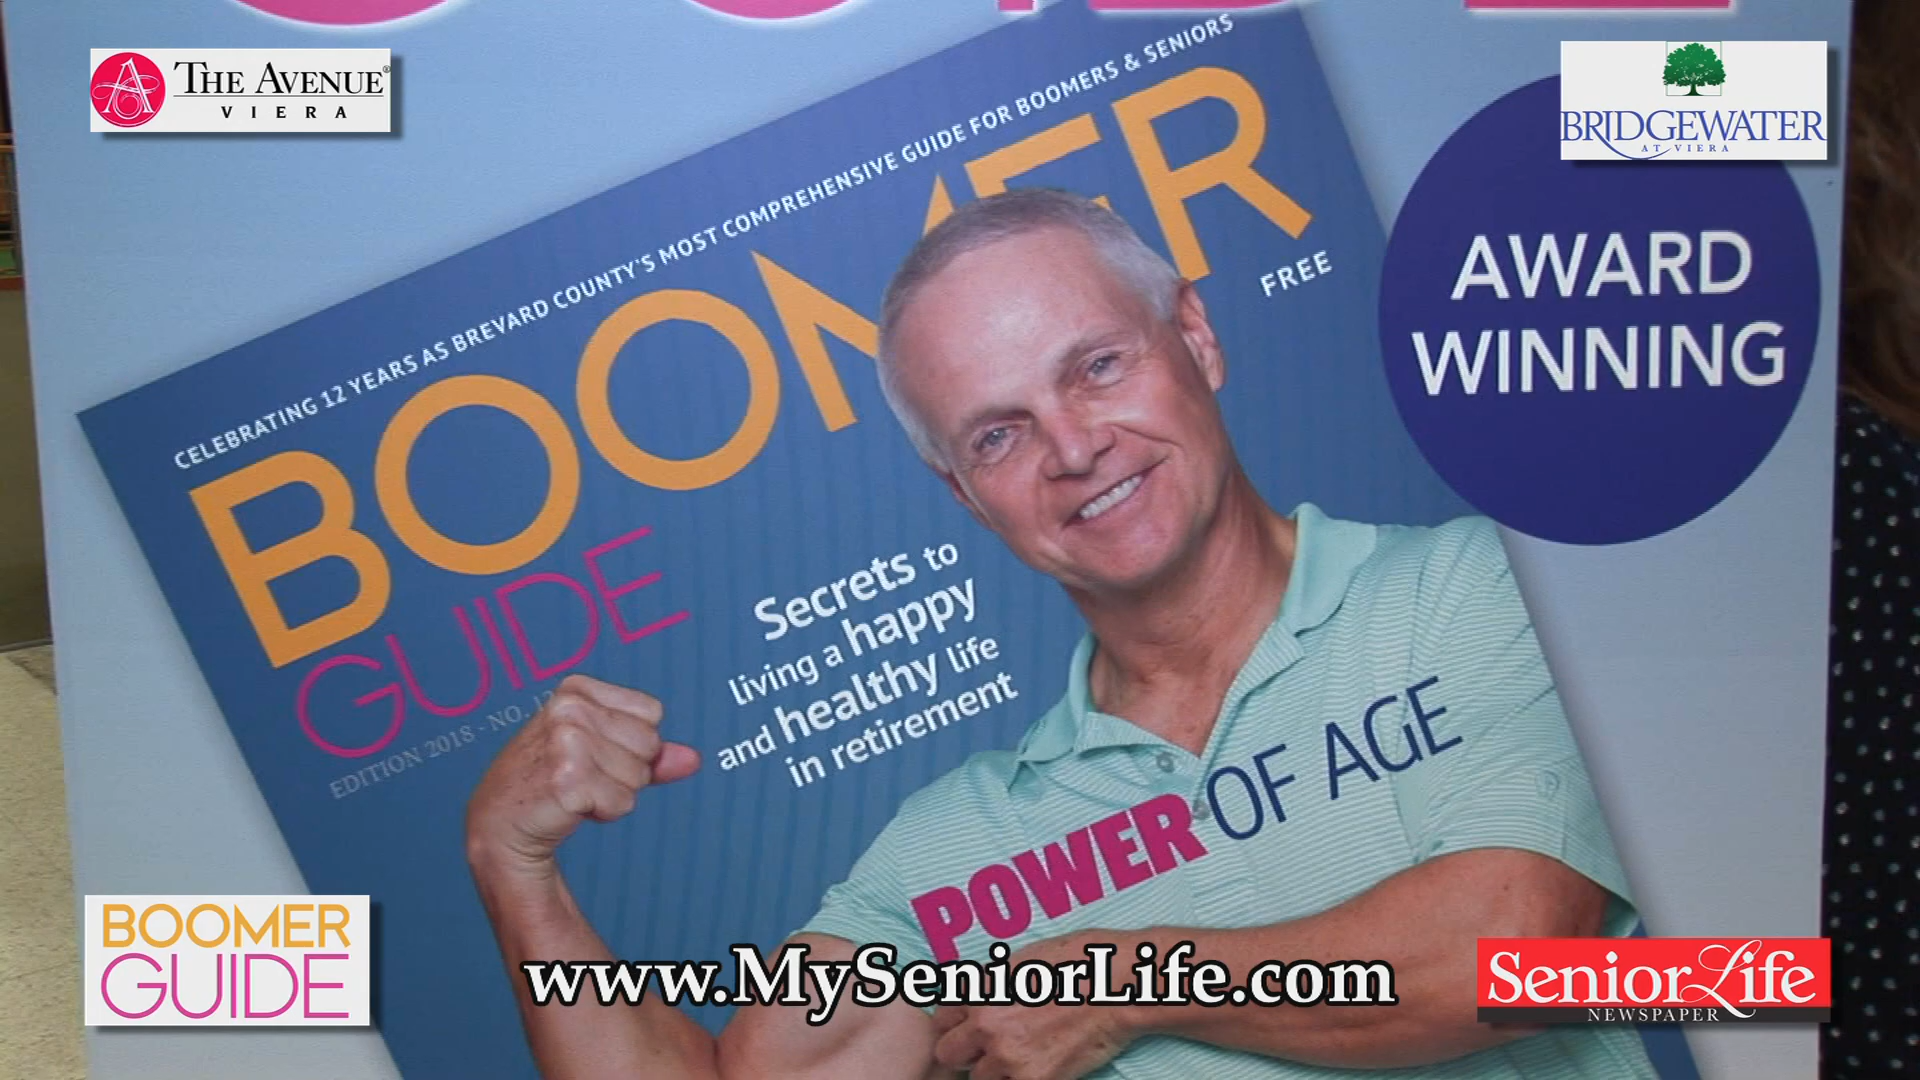 THE AVENUE®
VIERA
BRIDGEWATER
AT VIERA
CELEBRATING 12 YEARS AS BREVARD COUNTY'S MOST COMPREHENSIVE GUIDE FOR BOOMERS & SENIORS
BOOMER
FREE
GUIDE
EDITION 2018 - NO.
AWARD
WINNING
Secrets to
living a happy
and healthy life
in retirement
POWER OF AGE
BOOMER
GUIDE
www.MySeniorLife.com
SeniorLife
NEWSPAPER